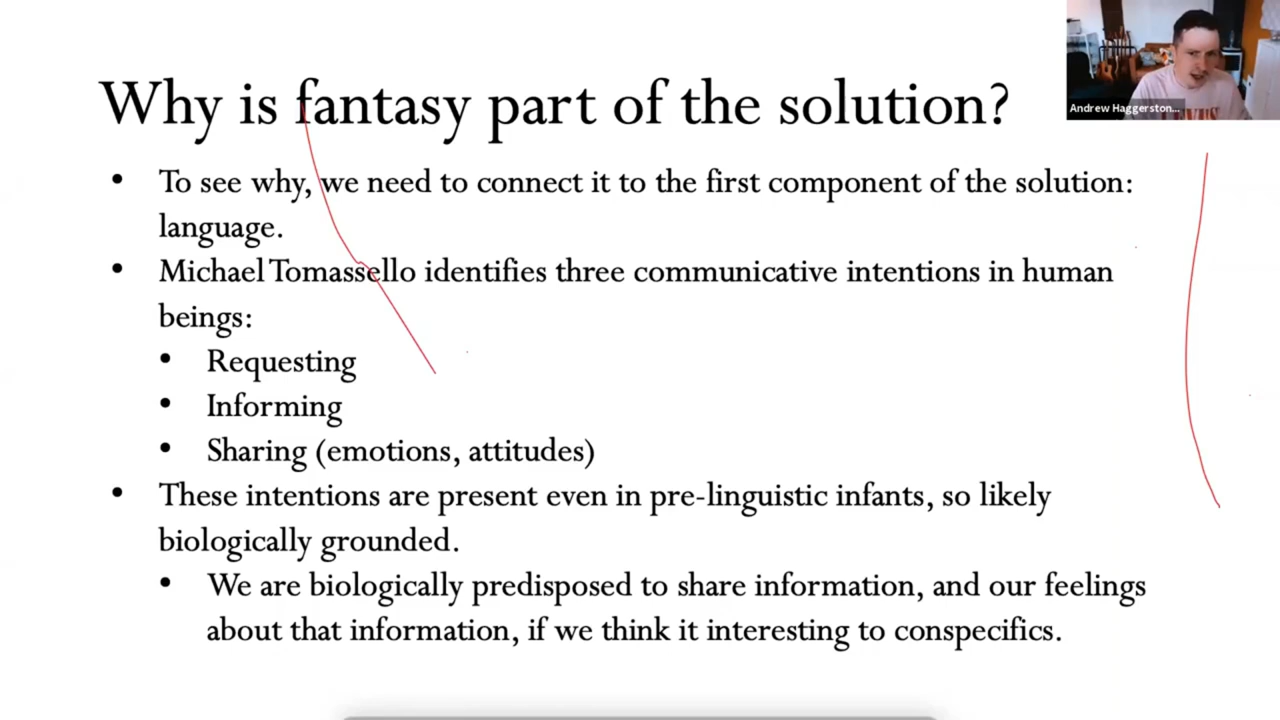 Why is fantasy part of the solution?
Andrew Haggerston...
• To see why, we need to connect it to the first component of the solution:
language.
• Michael Tomassello identifies three communicative intentions in human
beings:
• Requesting
• Informing
• Sharing (emotions, attitudes)
• These intentions are present even in pre-linguistic infants, so likely
biologically grounded.
• We are biologically predisposed to share information, and our feelings
about that information, if we think it interesting to conspecifics.